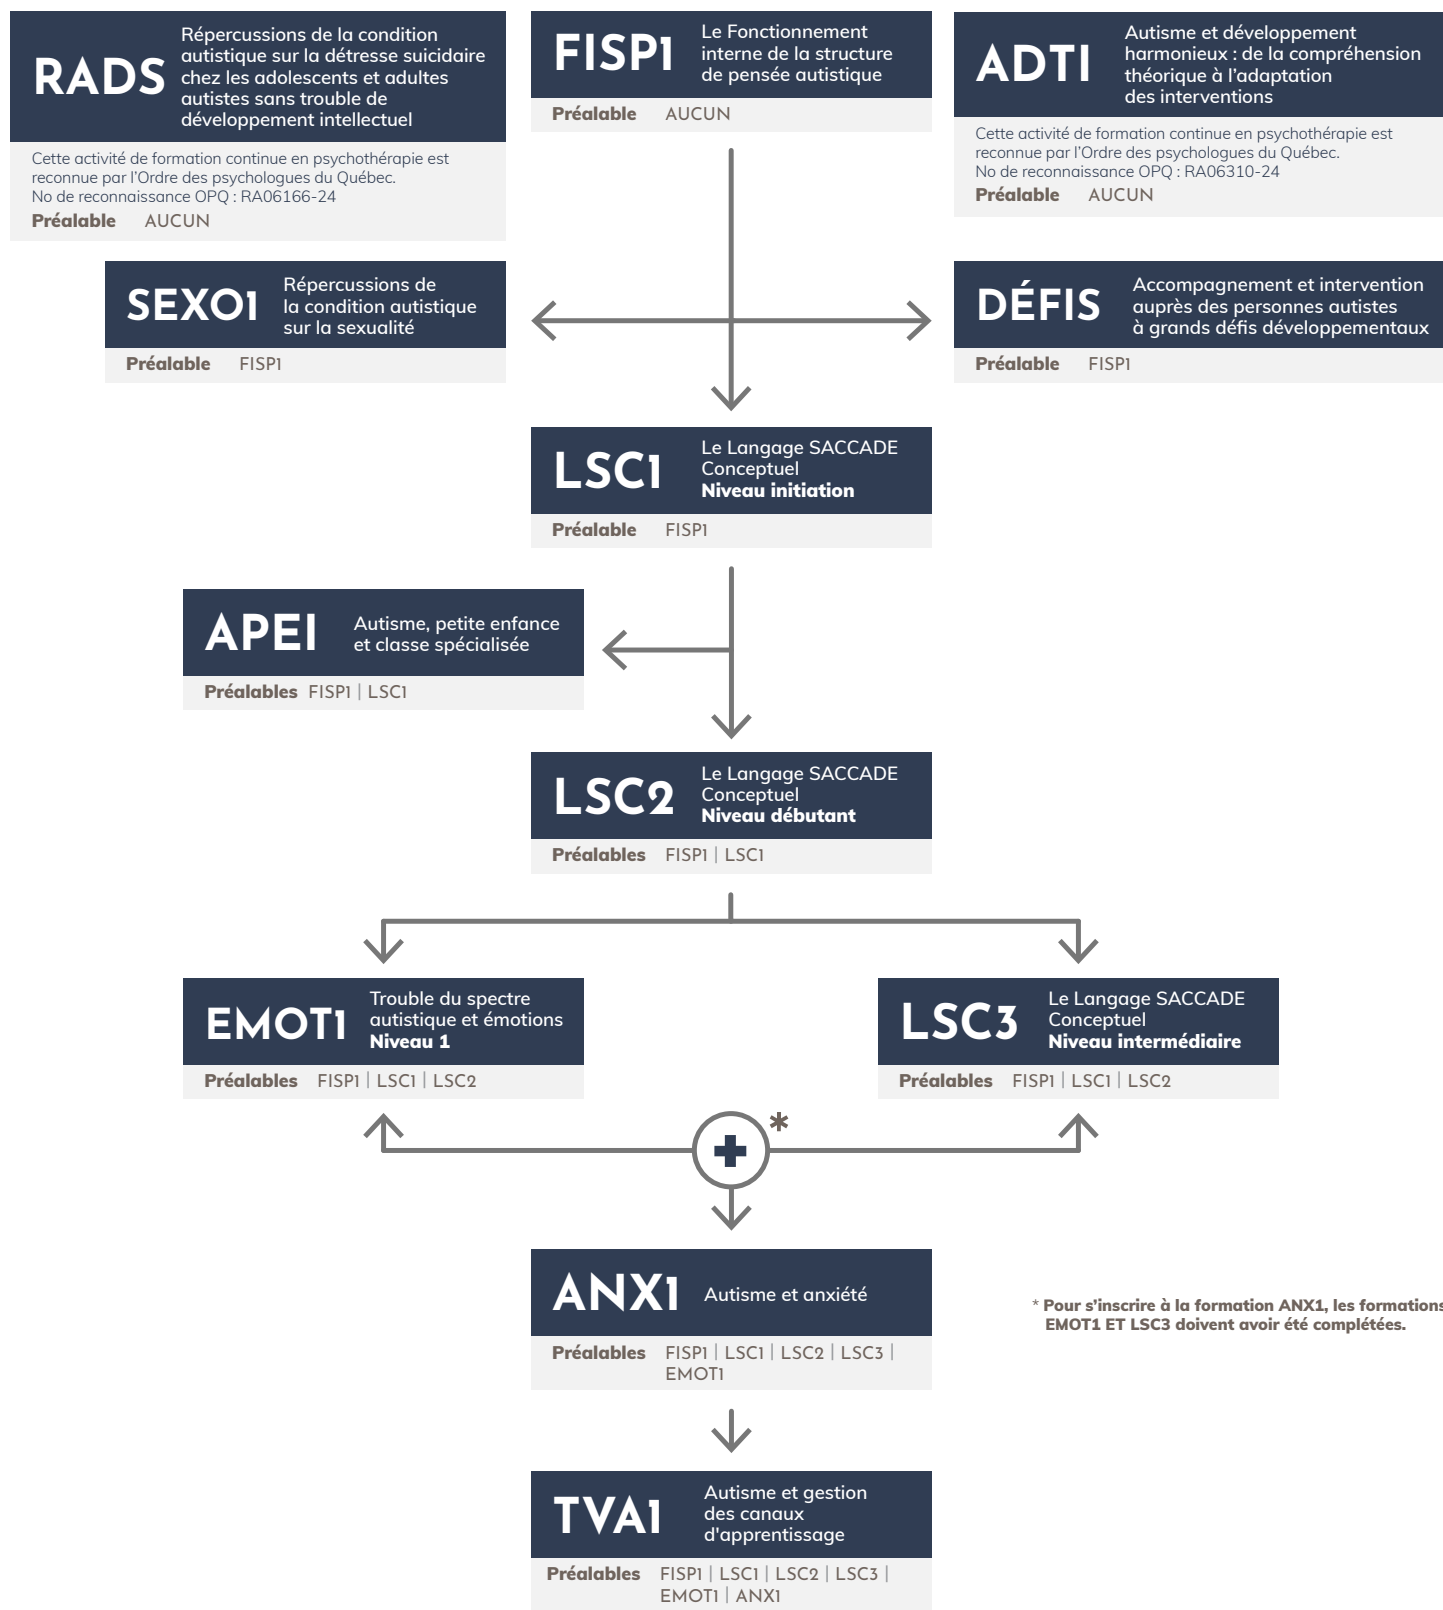 RADS
Répercussions de la condition
autistique sur la détresse suicidaire
chez les adolescents et adultes
autistes sans trouble de
développement intellectuel
Cette activité de formation continue en psychothérapie est
reconnue par l'Ordre des psychologues du Québec.
No de reconnaissance OPQ : RA06166-24
Préalable AUCUN
FISP1
Le Fonctionnement
interne de la structure
de pensée autistique
Préalable AUCUN
ADTI
Autisme et développement
harmonieux : de la compréhension
théorique à l'adaptation
des interventions
Cette activité de formation continue en psychothérapie est
reconnue par l'Ordre des psychologues du Québec.
No de reconnaissance OPQ : RA06310-24
Préalable AUCUN
SEXO1
Répercussions de
la condition autistique
sur la sexualité
Préalable FISP1
DÉFIS
Accompagnement et intervention
auprès des personnes autistes
à grands défis développementaux
Préalable FISP1
LSC1
Le Langage SACCADE
Conceptuel
Niveau initiation
Préalable FISP1
APEI
Autisme, petite enfance
et classe spécialisée
Préalables FISP1 | LSC1
LSC2
Le Langage SACCADE
Conceptuel
Niveau débutant
Préalables FISP1 | LSC1
EMOT1
Trouble du spectre
autistique et émotions
Niveau 1
Préalables FISP1 | LSC1 | LSC2
LSC3
Le Langage SACCADE
Conceptuel
Niveau intermédiaire
Préalables FISP1 | LSC1 | LSC2
*
ANX1
Autisme et anxiété
Préalables FISP1 | LSC1 | LSC2 | LSC3 |
EMOT1
* Pour s'inscrire à la formation ANX1, les formations
EMOT1 ET LSC3 doivent avoir été complétées.
TVA1
Autisme et gestion
des canaux
d'apprentissage
Préalables FISP1 | LSC1 | LSC2 | LSC3 |
EMOT1 | ANX1